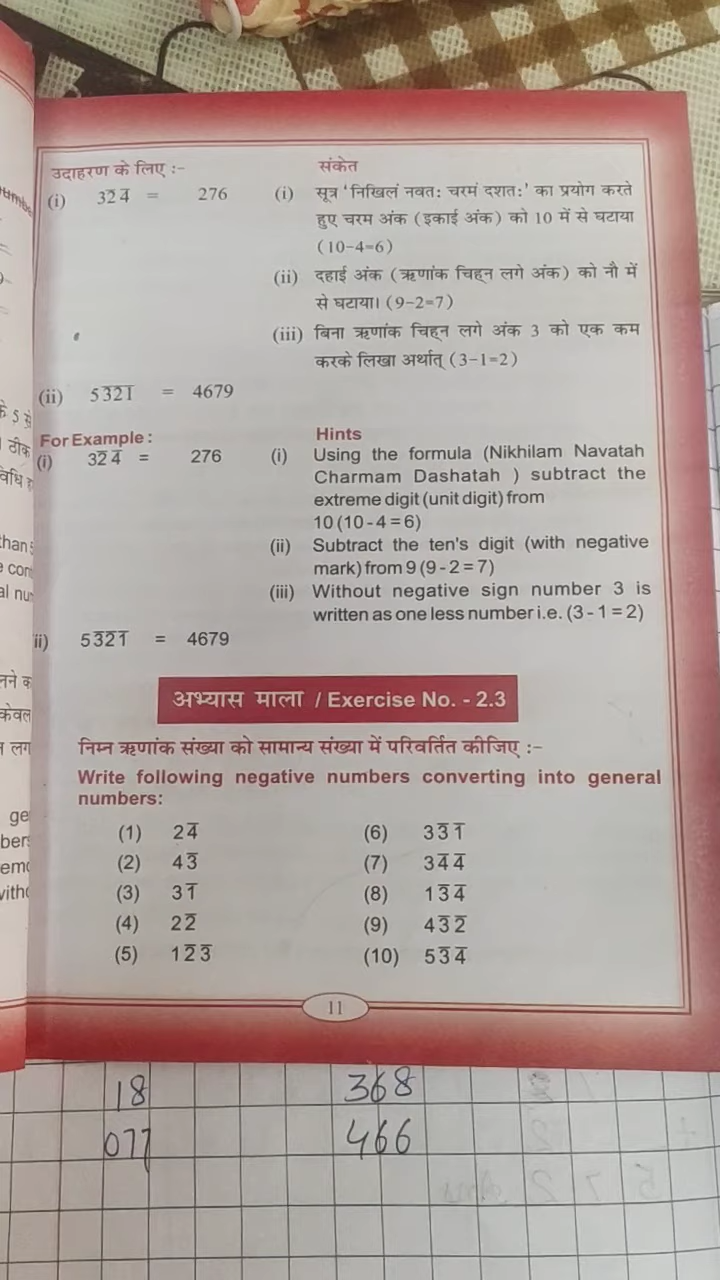 उदाहरण के लिए :-
संकेत
(i) 32̅4̅ = 276
(i) सूत्र 'निखिलं नवतः चरमं दशतः' का प्रयोग करते
हुए चरम अंक (इकाई अंक) को 10 में से घटाया
(10-4=6)
(ii) दहाई अंक (ऋणांक चिह्न लगे अंक) को नौ में
से घटाया। (9-2=7)
(iii) बिना ऋणांक चिह्न लगे अंक 3 को एक कम
करके लिखा अर्थात् (3-1=2)
(ii) 53̅2̅1̅ = 4679
For Example :
Hints
(i) 32̅4̅ = 276
(i) Using the formula (Nikhilam Navatah
Charmam Dashatah ) subtract the
extreme digit (unit digit) from
10 (10 - 4 = 6)
(ii) Subtract the ten's digit (with negative
mark) from 9 (9 - 2 = 7)
(iii) Without negative sign number 3 is
written as one less number i.e. (3 - 1 = 2)
ii) 53̅2̅1̅ = 4679
अभ्यास माला / Exercise No. - 2.3
निम्न ऋणांक संख्या को सामान्य संख्या में परिवर्तित कीजिए :-
Write following negative numbers converting into general
numbers:
(1) 24̅
(2) 43̅
(3) 31̅
(4) 22̅
(5) 12̅3̅
(6) 33̅1̅
(7) 34̅4̅
(8) 13̅4̅
(9) 43̅2̅
(10) 53̅4̅
11
18 368
077 466